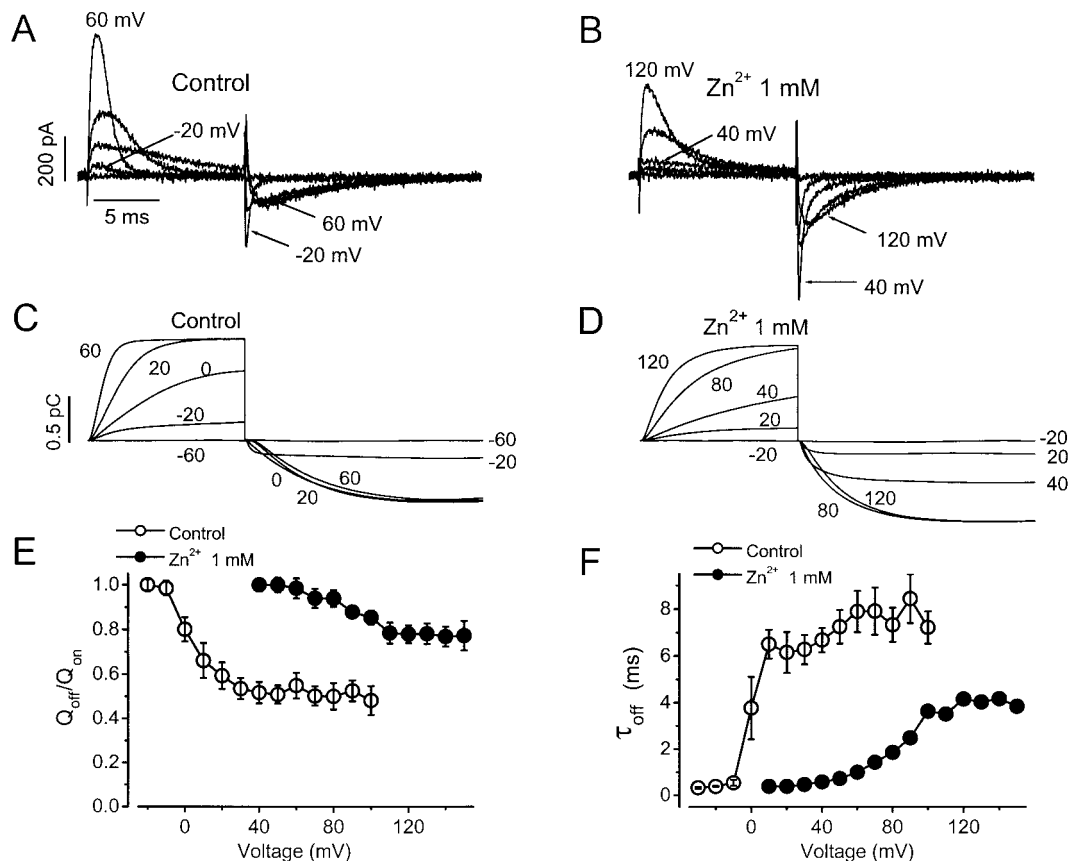 A
60 mV
Control
-20 mV
200 pA
5 ms
60 mV
-20 mV
B
120 mV
Zn2+ 1 mM
40 mV
120 mV
40 mV
C
Control
60
20
0
-20
0.5 pC
-60
-60
-20
0
60
20
D
Zn2+ 1 mM
120
80
40
20
-20
-20
20
40
120
80
E
Control
Zn2+ 1 mM
1.0
0.8
0.6
0.4
0.2
0.0
Qoff/Qon
0
40
80
120
Voltage (mV)
F
Control
Zn2+ 1 mM
8
6
4
2
0
τoff (ms)
0
40
80
120
Voltage (mV)